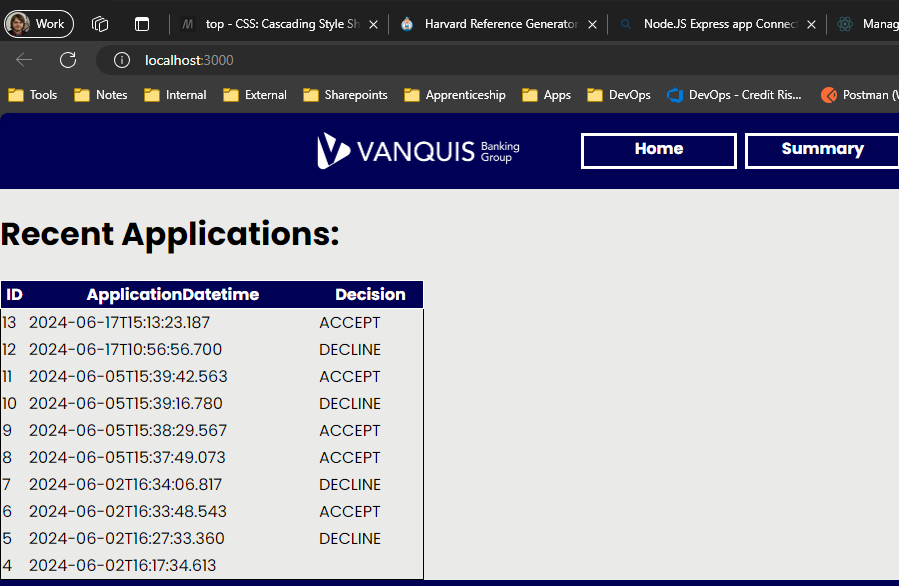 Work
top - CSS: Cascading Style Sh
Harvard Reference Generator
Node.JS Express app Connec
Manag
localhost:3000
Tools
Notes
Internal
External
Sharepoints
Apprenticeship
Apps
DevOps
DevOps - Credit Ris...
Postman (W
VANQUIS Banking
Group
Home
Summary
Recent Applications:
ID ApplicationDatetime Decision
13 2024-06-17T15:13:23.187 ACCEPT
12 2024-06-17T10:56:56.700 DECLINE
11 2024-06-05T15:39:42.563 ACCEPT
10 2024-06-05T15:39:16.780 DECLINE
9 2024-06-05T15:38:29.567 ACCEPT
8 2024-06-05T15:37:49.073 ACCEPT
7 2024-06-02T16:34:06.817 DECLINE
6 2024-06-02T16:33:48.543 ACCEPT
5 2024-06-02T16:27:33.360 DECLINE
4 2024-06-02T16:17:34.613